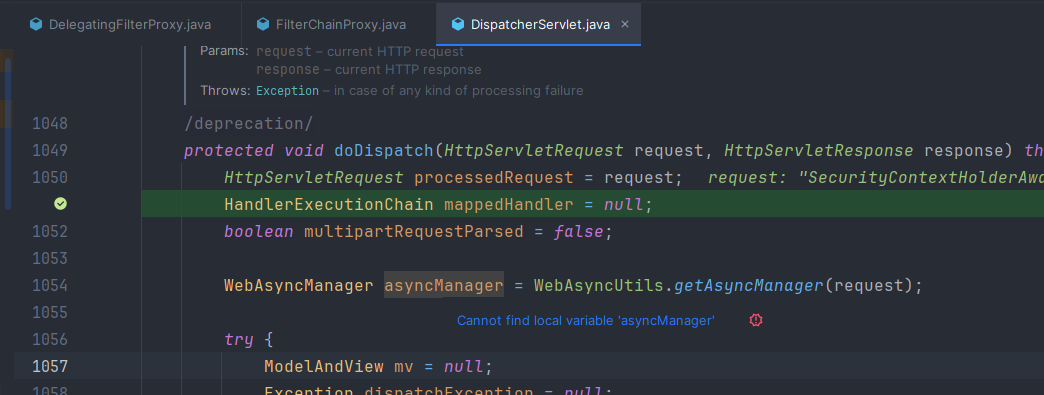 DelegatingFilterProxy.java FilterChainProxy.java DispatcherServlet.java ×
Params: request – current HTTP request
response – current HTTP response
Throws: Exception – in case of any kind of processing failure
1048 /deprecation/
1049 protected void doDispatch(HttpServletRequest request, HttpServletResponse response) th
1050 HttpServletRequest processedRequest = request; request: "SecurityContextHolderAwa
HandlerExecutionChain mappedHandler = null;
1052 boolean multipartRequestParsed = false;
1053
1054 WebAsyncManager asyncManager = WebAsyncUtils.getAsyncManager(request);
1055
Cannot find local variable 'asyncManager'
1056 try {
1057 ModelAndView mv = null;
1058 Exception dispatchException = null;